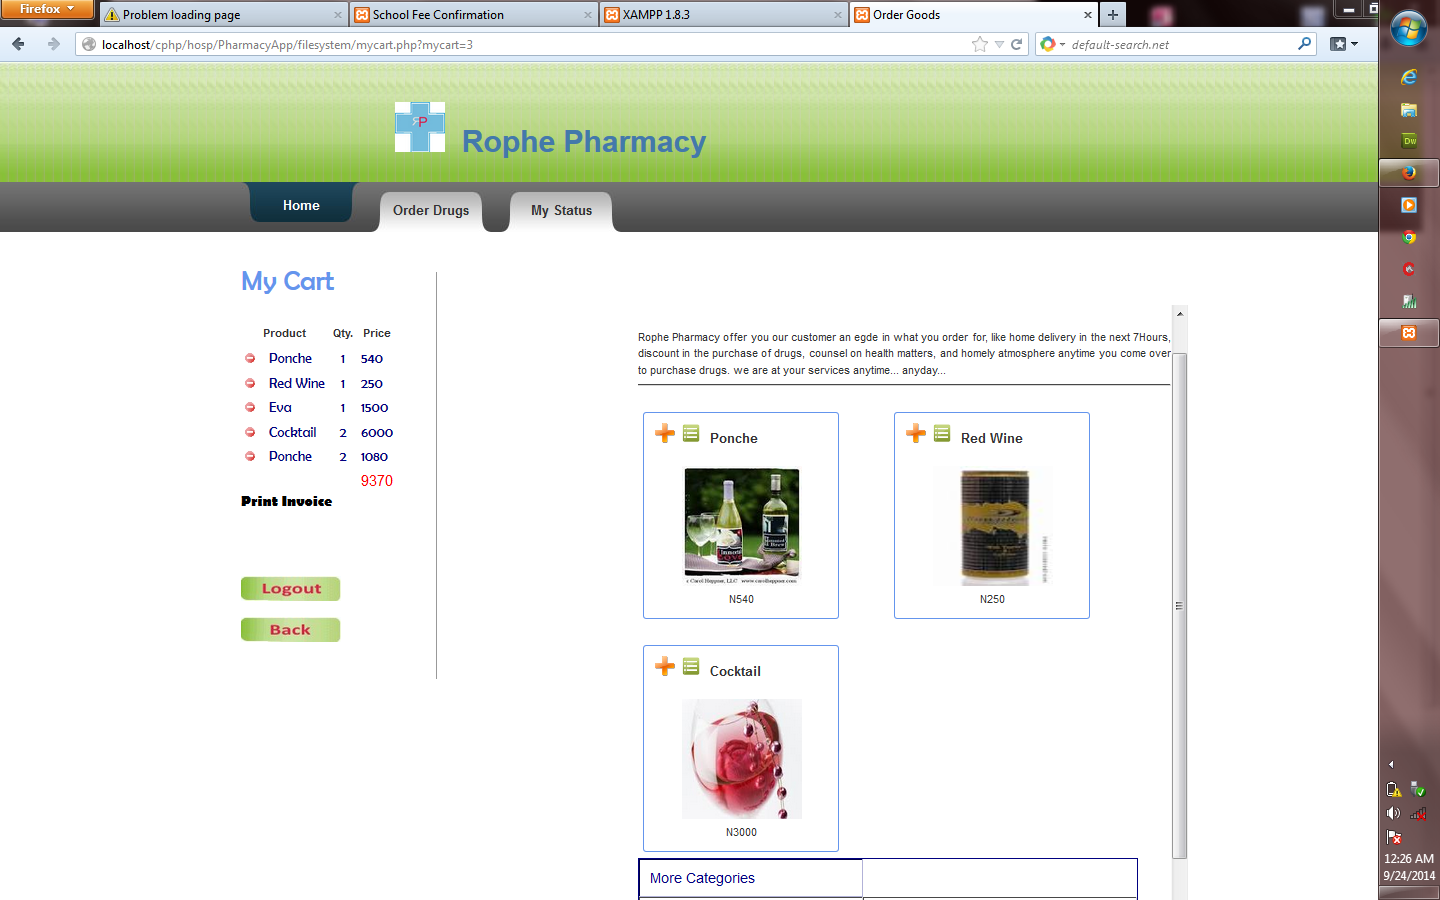 Firefox
Problem loading page
School Fee Confirmation
XAMPP 1.8.3
Order Goods
localhost/cphp/hosp/PharmacyApp/filesystem/mycart.php?mycart=3
default-search.net
RP
Rophe Pharmacy
Home
Order Drugs
My Status
My Cart
Product Qty. Price
Ponche 1 540
Red Wine 1 250
Eva 1 1500
Cocktail 2 6000
Ponche 2 1080
9370
Print Invoice
Logout
Back
Rophe Pharmacy offer you our customer an egde in what you order for, like home delivery in the next 7Hours,
discount in the purchase of drugs, counsel on health matters, and homely atmosphere anytime you come over
to purchase drugs. we are at your services anytime... anyday...
Ponche
N540
Red Wine
N250
Cocktail
N3000
More Categories
Dw
12:26 AM
9/24/2014